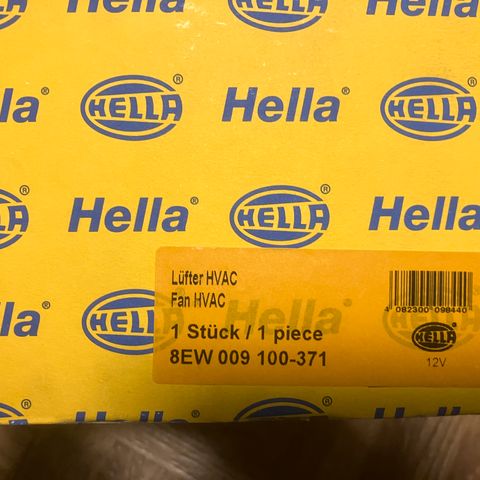 HELLA® Hella® HELLA® Hella®
Hella® HELLA® Hella® HELLA®
Lüfter HVAC
Fan HVAC
1 Stück / 1 piece
8EW 009 100-371
4 082300 098440
HELLA
12V
HELLA®